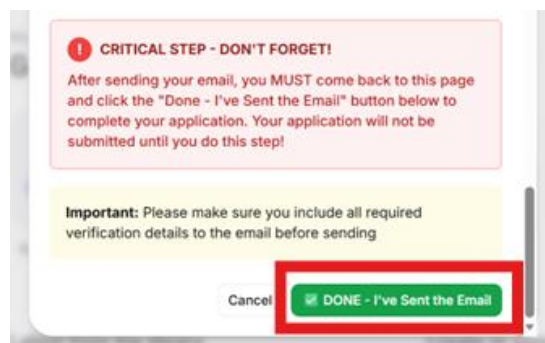 CRITICAL STEP - DON'T FORGET!
After sending your email, you MUST come back to this page
and click the "Done - I've Sent the Email" button below to
complete your application. Your application will not be
submitted until you do this step!
Important: Please make sure you include all required
verification details to the email before sending
Cancel
DONE - I've Sent the Email